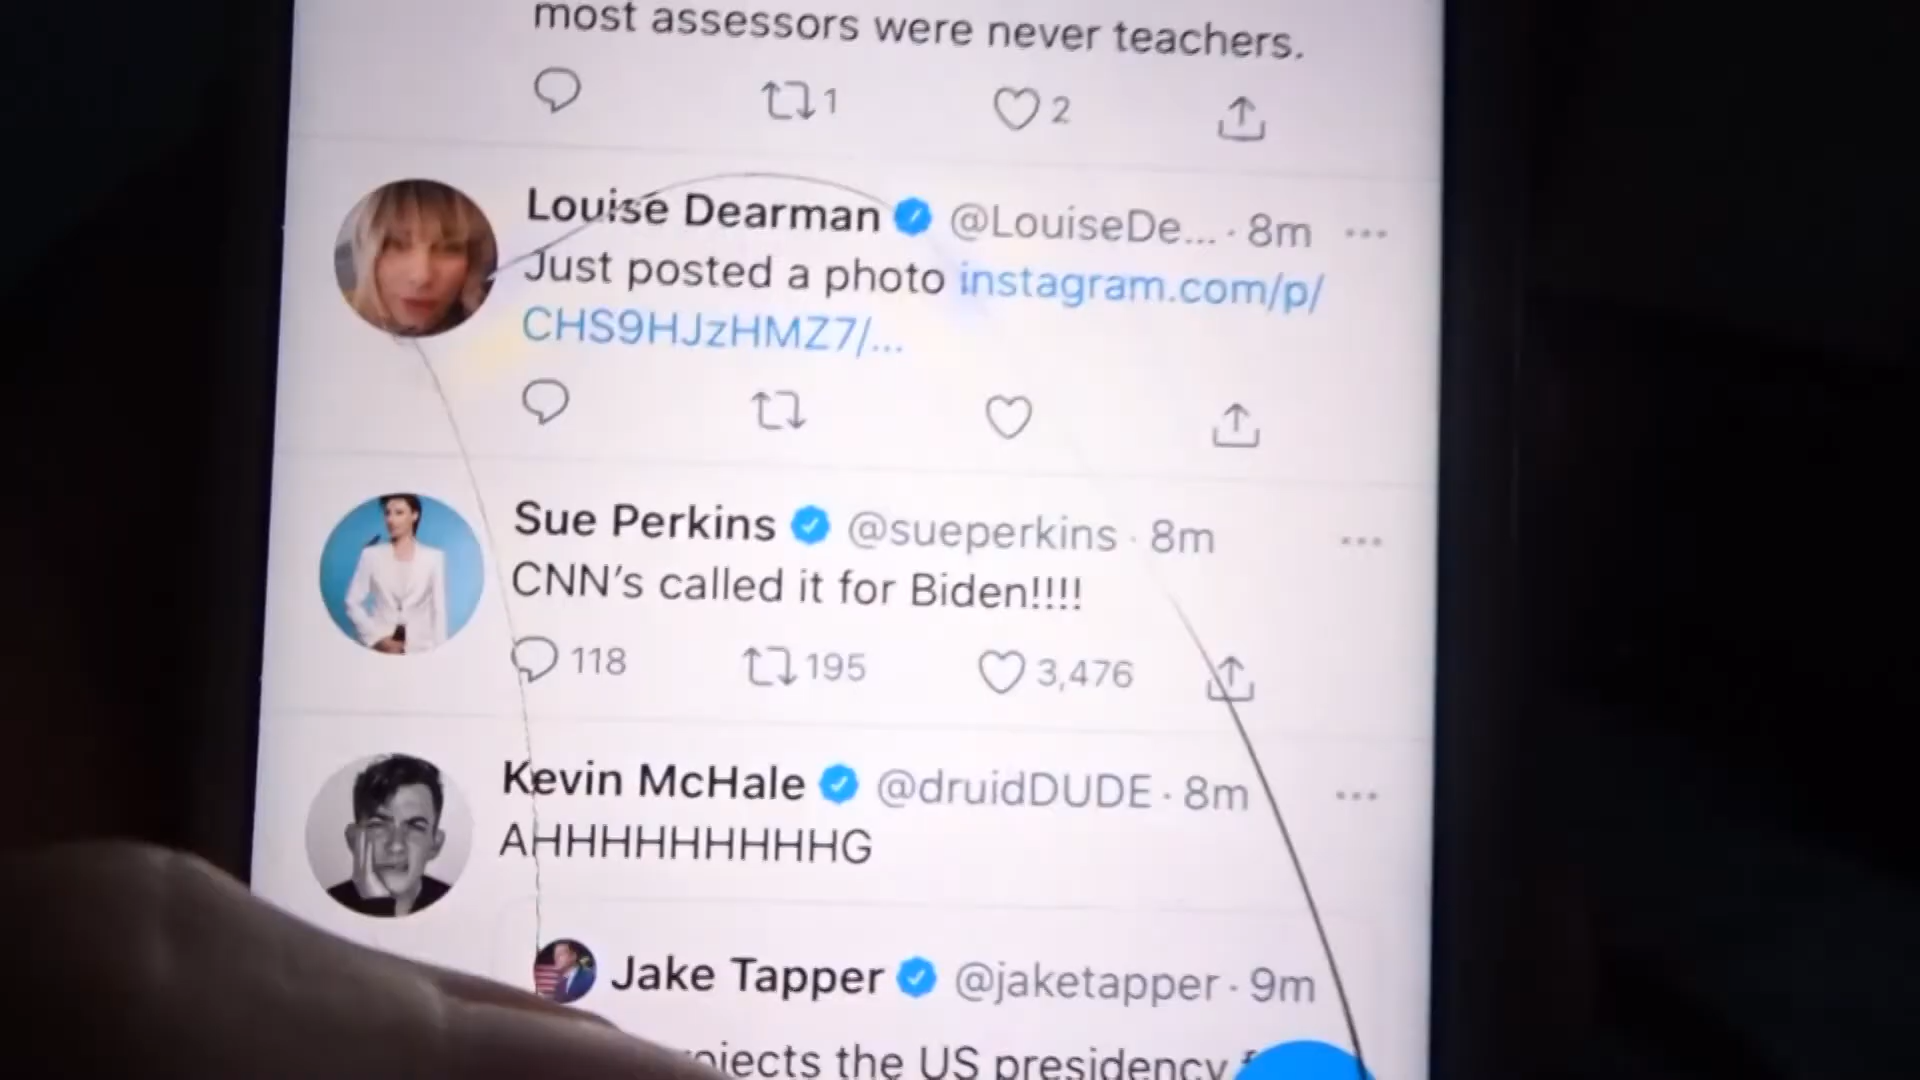 most assessors were never teachers.
1 2
Louise Dearman @LouiseDe... · 8m
Just posted a photo instagram.com/p/
CHS9HJzHMZ7/...
Sue Perkins @sueperkins · 8m
CNN's called it for Biden!!!!
118 195 3,476
Kevin McHale @druidDUDE · 8m
AHHHHHHHHHG
Jake Tapper @jaketapper · 9m
the US presidency